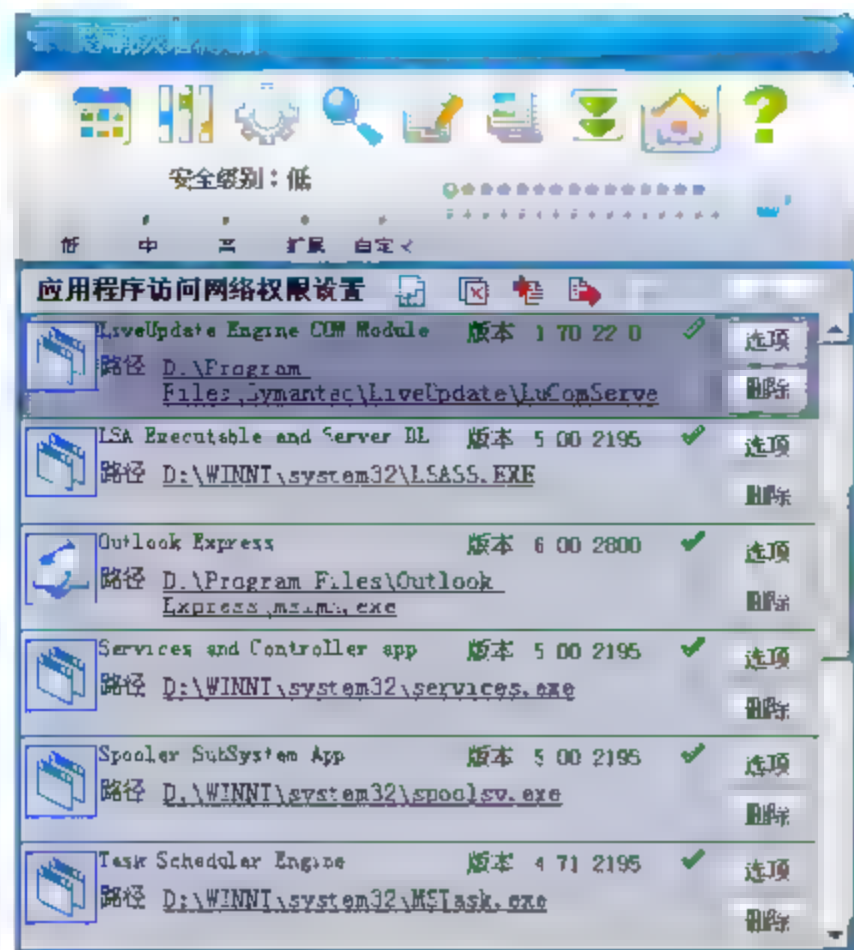 安全级别：低
低 中 高 扩展 自定义
应用程序访问网络权限设置
LiveUpdate Engine COM Module 版本 1 70 22 0 选项
路径 D:\Program
Files\Symantec\LiveUpdate\LuComServe 删除
LSA Executable and Server DL 版本 5 00 2195 选项
路径 D:\WINNT\system32\LSASS.EXE
删除
Outlook Express 版本 6 00 2800 选项
路径 D:\Program Files\Outlook
Express\msimn.exe 删除
Services and Controller app 版本 5 00 2195 选项
路径 D:\WINNT\system32\services.exe
删除
Spooler SubSystem App 版本 5 00 2195 选项
路径 D:\WINNT\system32\spoolsv.exe
删除
Task Scheduler Engine 版本 4 71 2195 选项
路径 D:\WINNT\system32\MSTask.exe
删除